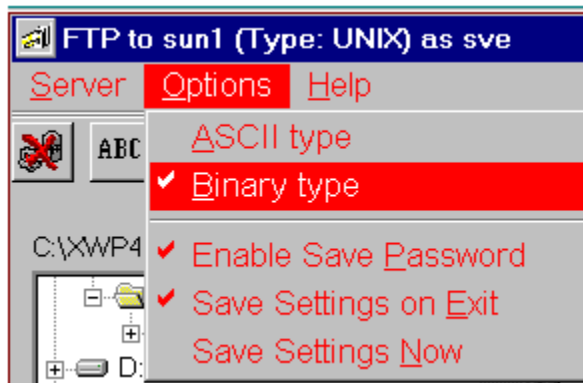 FTP to sun1 (Type: UNIX) as sve
Server Options Help
ABC
ASCII type
Binary type
C:\XWP4
Enable Save Password
Save Settings on Exit
Save Settings Now
D: